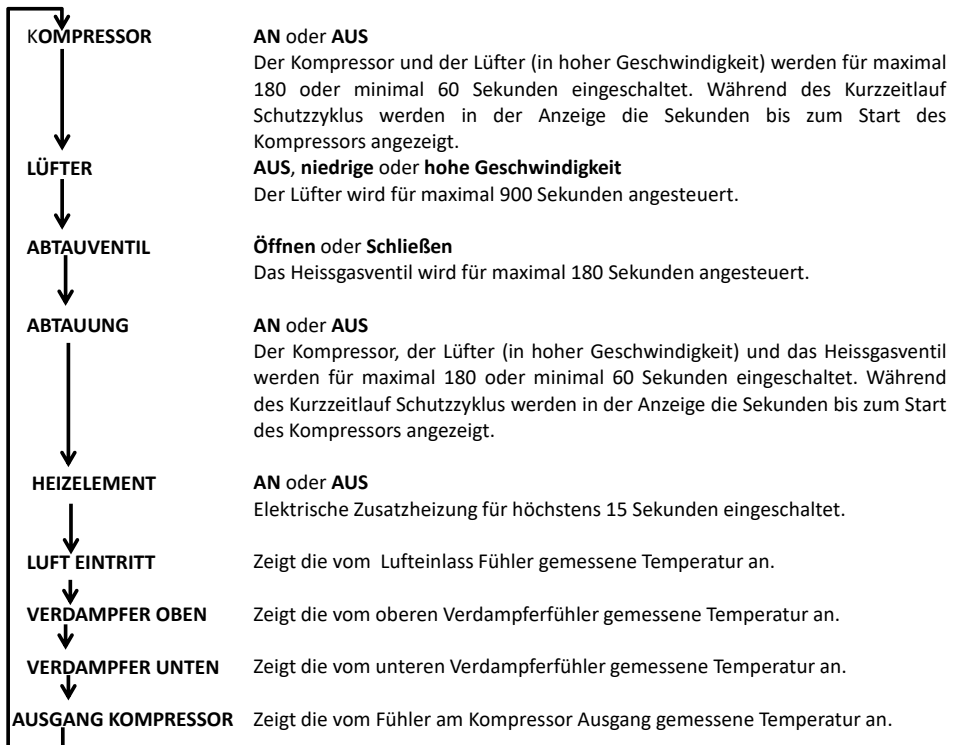 KOMPRESSOR AN oder AUS
Der Kompressor und der Lüfter (in hoher Geschwindigkeit) werden für maximal
180 oder minimal 60 Sekunden eingeschaltet. Während des Kurzzeitlauf
Schutzzyklus werden in der Anzeige die Sekunden bis zum Start des
Kompressors angezeigt.
LÜFTER AUS, niedrige oder hohe Geschwindigkeit
Der Lüfter wird für maximal 900 Sekunden angesteuert.
ABTAUVENTIL Öffnen oder Schließen
Das Heissgasventil wird für maximal 180 Sekunden angesteuert.
ABTAUUNG AN oder AUS
Der Kompressor, der Lüfter (in hoher Geschwindigkeit) und das Heissgasventil
werden für maximal 180 oder minimal 60 Sekunden eingeschaltet. Während
des Kurzzeitlauf Schutzzyklus werden in der Anzeige die Sekunden bis zum Start
des Kompressors angezeigt.
HEIZELEMENT AN oder AUS
Elektrische Zusatzheizung für höchstens 15 Sekunden eingeschaltet.
LUFT EINTRITT Zeigt die vom Lufteinlass Fühler gemessene Temperatur an.
VERDAMPFER OBEN Zeigt die vom oberen Verdampferfühler gemessene Temperatur an.
VERDAMPFER UNTEN Zeigt die vom unteren Verdampferfühler gemessene Temperatur an.
AUSGANG KOMPRESSOR Zeigt die vom Fühler am Kompressor Ausgang gemessene Temperatur an.